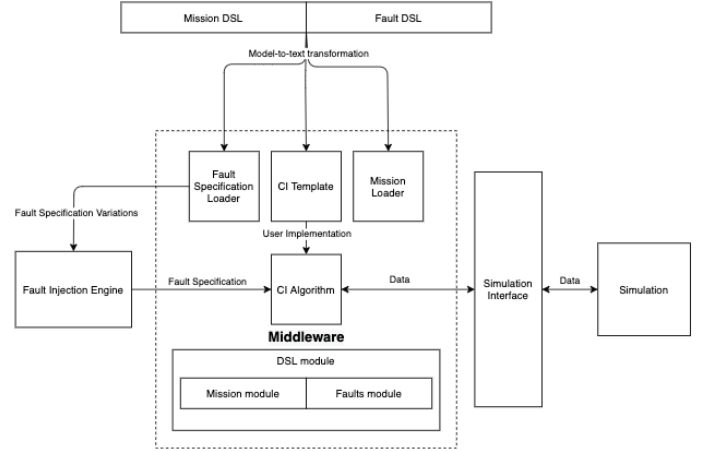 Mission DSL
Fault DSL
Model-to-text transformation
Fault
Specification
Loader
CI Template
Mission
Loader
Fault Specification Variations
User Implementation
Fault Injection Engine
Fault Specification
CI Algorithm
Data
Simulation
Interface
Data
Simulation
Middleware
DSL module
Mission module
Faults module